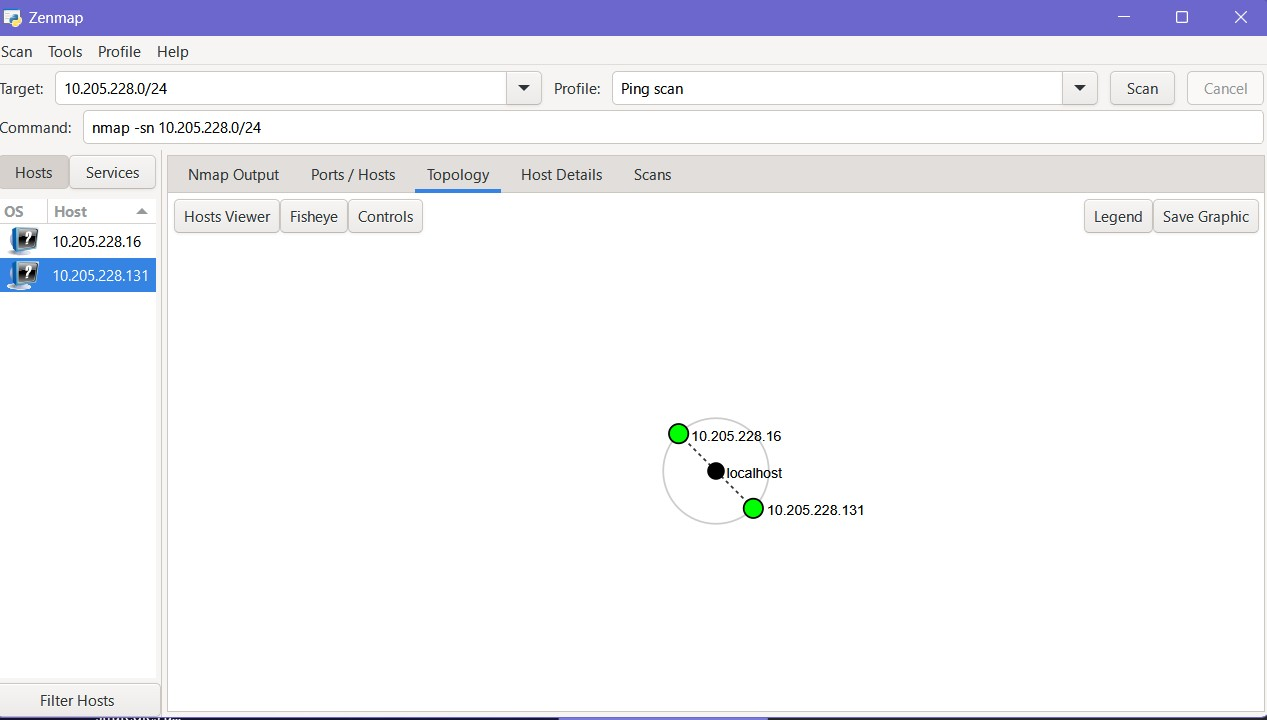 Zenmap
Scan Tools Profile Help
Target: 10.205.228.0/24 Profile: Ping scan Scan Cancel
Command: nmap -sn 10.205.228.0/24
Hosts Services Nmap Output Ports / Hosts Topology Host Details Scans
OS Host Hosts Viewer Fisheye Controls Legend Save Graphic
10.205.228.16
10.205.228.131
10.205.228.16
localhost
10.205.228.131
Filter Hosts